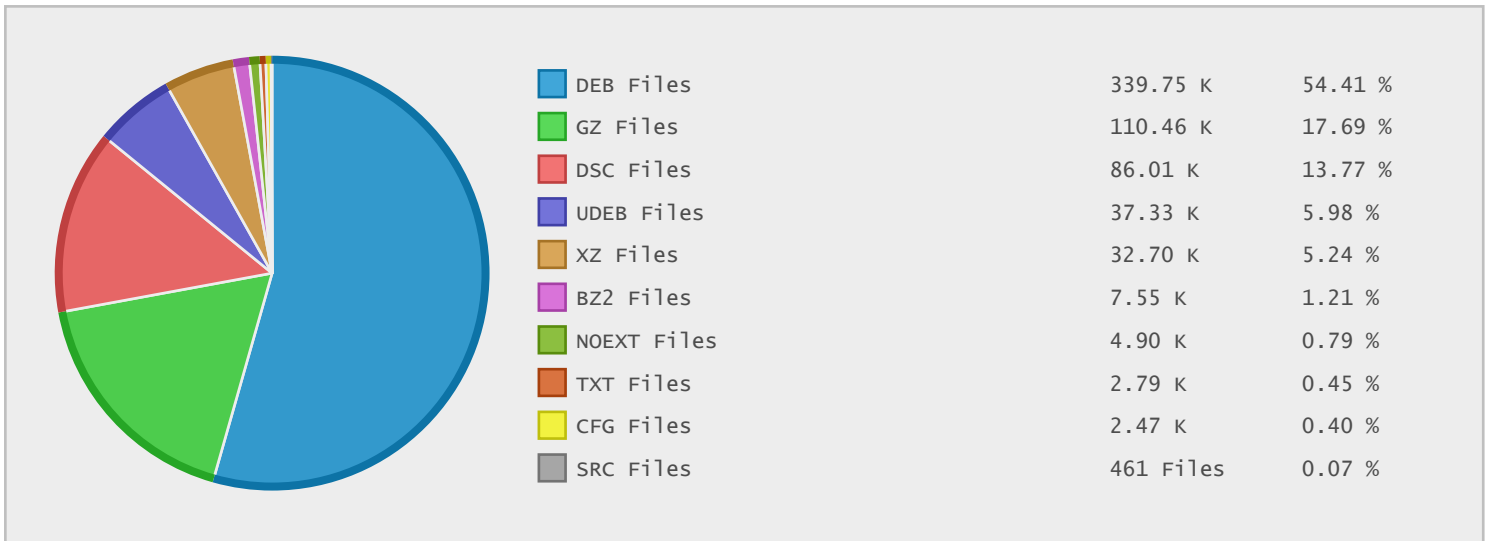 DEB Files 339.75 K 54.41 %
GZ Files 110.46 K 17.69 %
DSC Files 86.01 K 13.77 %
UDEB Files 37.33 K 5.98 %
XZ Files 32.70 K 5.24 %
BZ2 Files 7.55 K 1.21 %
NOEXT Files 4.90 K 0.79 %
TXT Files 2.79 K 0.45 %
CFG Files 2.47 K 0.40 %
SRC Files 461 Files 0.07 %